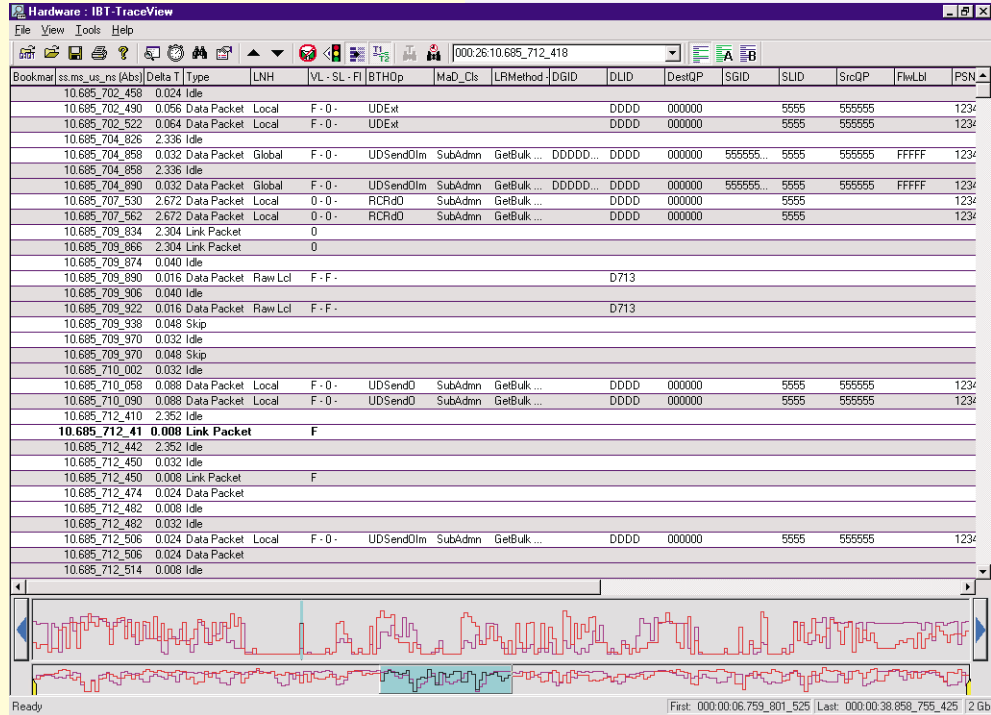 Hardware : IBT-TraceView
File View Tools Help
000:26:10.685_712_418
Bookmar ss.ms_us_ns (Abs) Delta T Type LNH VL - SL - Fl BTHOp MaD_Cls LRMethod - DGID DLID DestQP SGID SLID SrcQP FlwLbl PSN
10.685_702_458 0.024 Idle
10.685_702_490 0.056 Data Packet Local F - 0 - UDExt DDDD 000000 5555 555555 1234
10.685_702_522 0.064 Data Packet Local F - 0 - UDExt DDDD 000000 5555 555555 1234
10.685_704_826 2.336 Idle
10.685_704_858 0.032 Data Packet Global F - 0 - UDSendOIm SubAdmn GetBulk ... DDDDD... DDDD 000000 555555... 5555 555555 FFFFF 1234
10.685_704_858 2.336 Idle
10.685_704_890 0.032 Data Packet Global F - 0 - UDSendOIm SubAdmn GetBulk ... DDDDD... DDDD 000000 555555... 5555 555555 FFFFF 1234
10.685_707_530 2.672 Data Packet Local 0 - 0 - RCRdO SubAdmn GetBulk ... DDDD 000000 5555 1234
10.685_707_562 2.672 Data Packet Local 0 - 0 - RCRdO SubAdmn GetBulk ... DDDD 000000 5555 1234
10.685_709_834 2.304 Link Packet 0
10.685_709_866 2.304 Link Packet 0
10.685_709_874 0.040 Idle
10.685_709_890 0.016 Data Packet Raw Lcl F - F - D713
10.685_709_906 0.040 Idle
10.685_709_922 0.016 Data Packet Raw Lcl F - F - D713
10.685_709_938 0.048 Skip
10.685_709_970 0.032 Idle
10.685_709_970 0.048 Skip
10.685_710_002 0.032 Idle
10.685_710_058 0.088 Data Packet Local F - 0 - UDSendO SubAdmn GetBulk ... DDDD 000000 5555 555555 1234
10.685_710_090 0.088 Data Packet Local F - 0 - UDSendO SubAdmn GetBulk ... DDDD 000000 5555 555555 1234
10.685_712_410 2.352 Idle
10.685_712_41 0.008 Link Packet F
10.685_712_442 2.352 Idle
10.685_712_450 0.032 Idle
10.685_712_450 0.008 Link Packet F
10.685_712_474 0.024 Data Packet
10.685_712_482 0.008 Idle
10.685_712_482 0.032 Idle
10.685_712_506 0.024 Data Packet Local F - 0 - UDSendOIm SubAdmn GetBulk ... DDDD 000000 5555 555555 1234
10.685_712_506 0.024 Data Packet
10.685_712_514 0.008 Idle
Ready First: 000:00:06.759_801_525 Last: 000:00:38.858_755_425 2 Gb